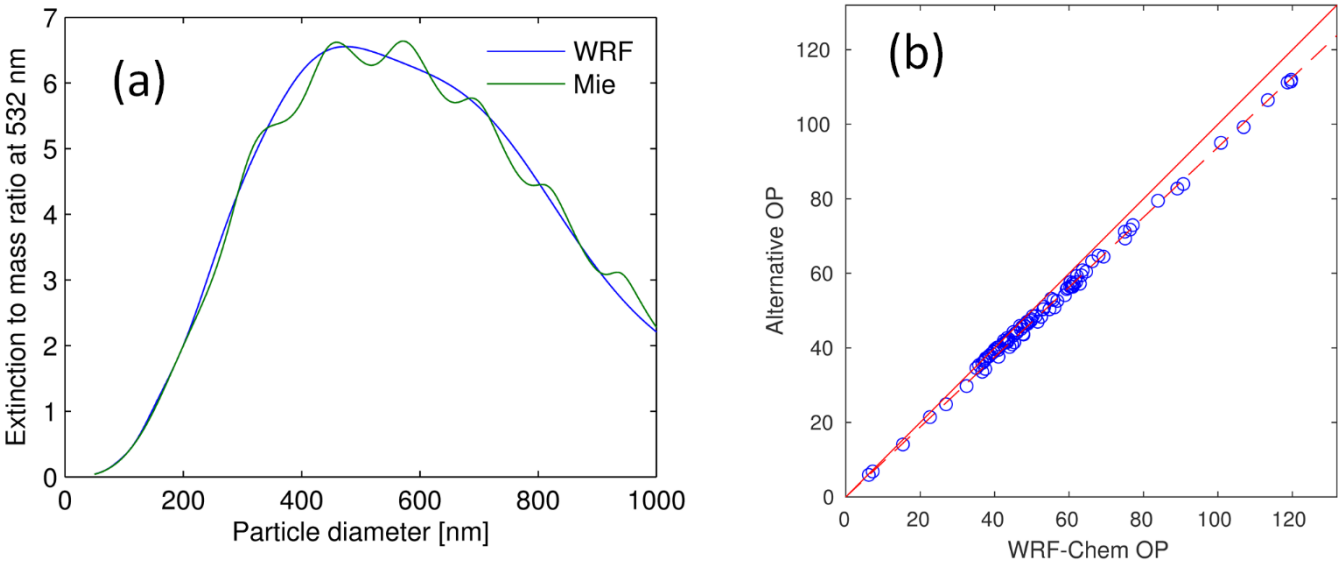 (a)
WRF
Mie
Extinction to mass ratio at 532 nm
7
6
5
4
3
2
1
0
0 200 400 600 800 1000
Particle diameter [nm]
(b)
Alternative OP
120
100
80
60
40
20
0
0 20 40 60 80 100 120
WRF-Chem OP